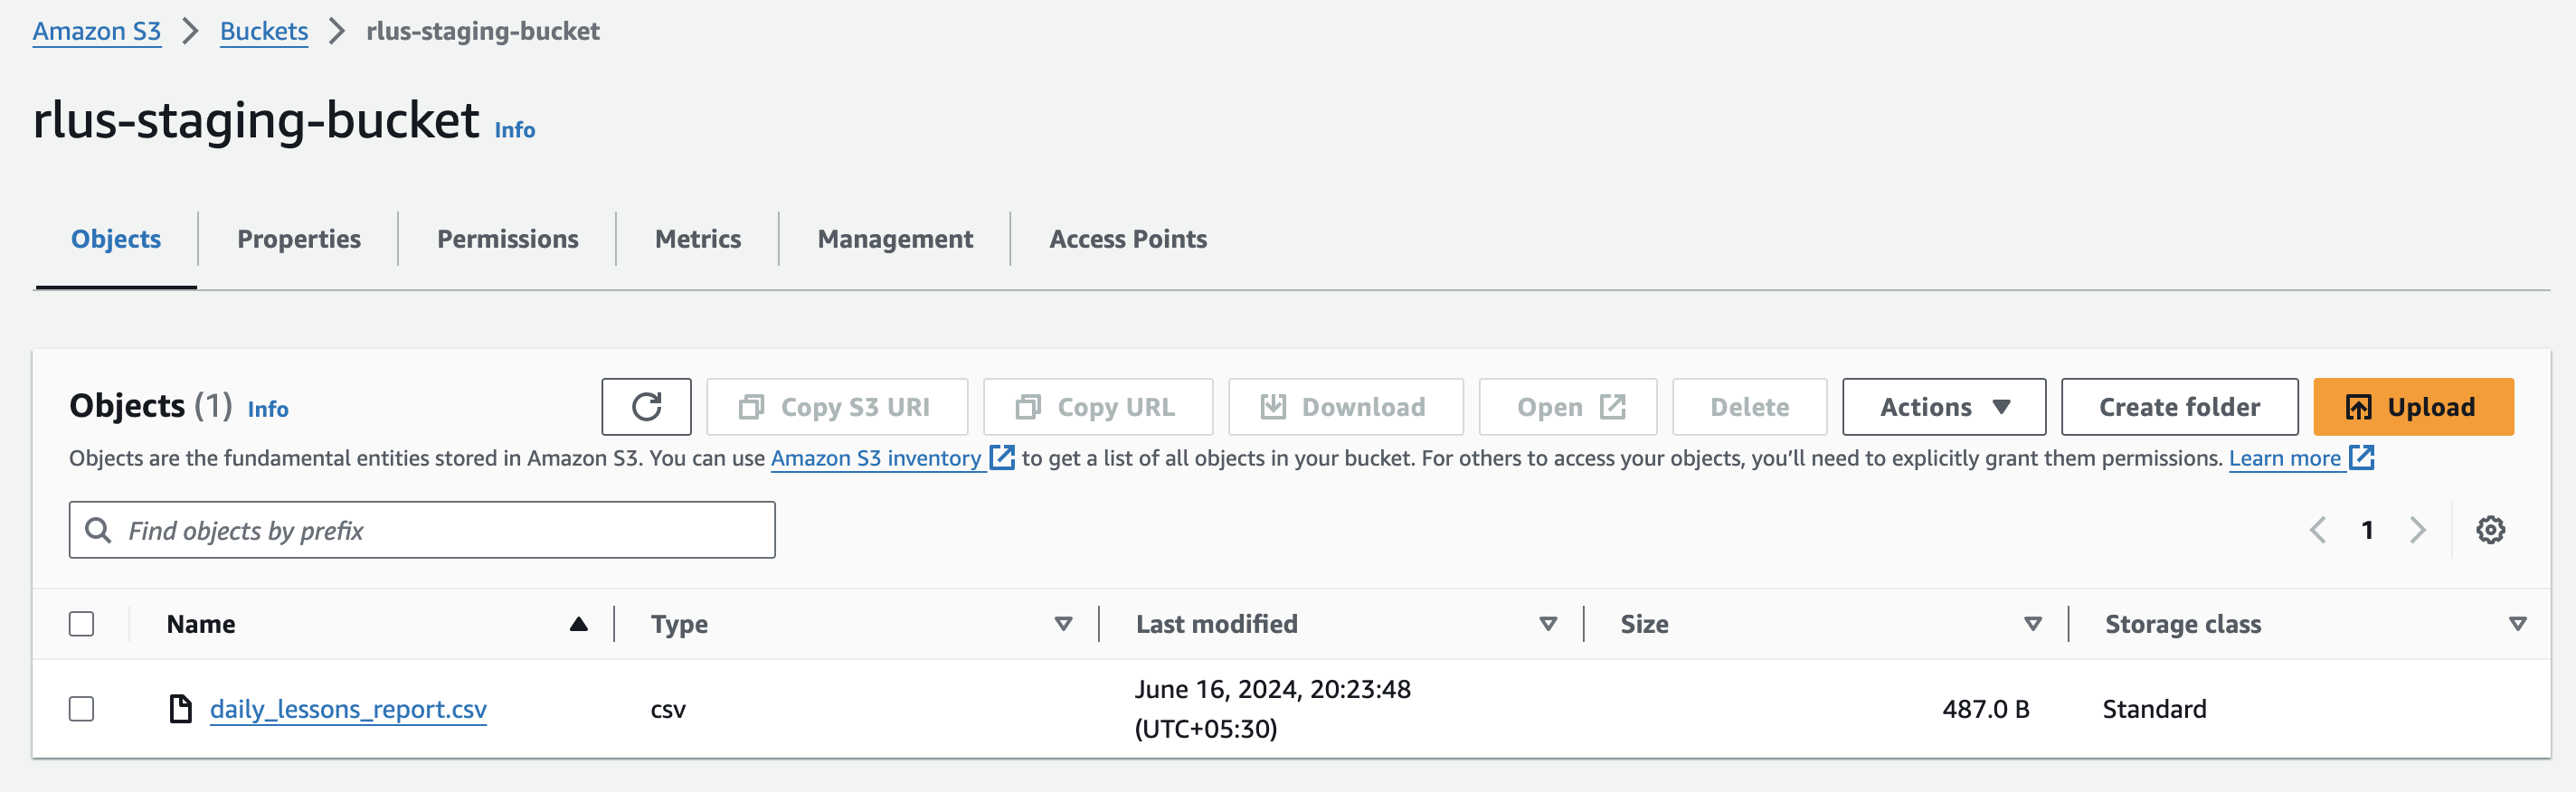 Amazon S3 > Buckets > rlus-staging-bucket
rlus-staging-bucket Info
Objects Properties Permissions Metrics Management Access Points
Objects (1) Info Copy S3 URI Copy URL Download Open Delete Actions Create folder Upload
Objects are the fundamental entities stored in Amazon S3. You can use Amazon S3 inventory to get a list of all objects in your bucket. For others to access your objects, you’ll need to explicitly grant them permissions. Learn more
Find objects by prefix 1
Name Type Last modified Size Storage class
daily_lessons_report.csv csv June 16, 2024, 20:23:48 487.0 B Standard
(UTC+05:30)